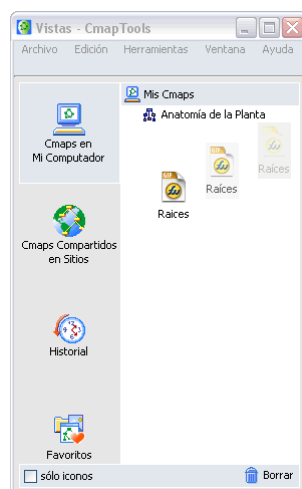 Vistas - CmapTools
Archivo Edición Herramientas Ventana Ayuda
Mis Cmaps
Anatomía de la Planta
Cmaps en
Mi Computador
Raíces
Raíces
Raices
Cmaps Compartidos
en Sitios
Historial
Favoritos
sólo iconos
Borrar